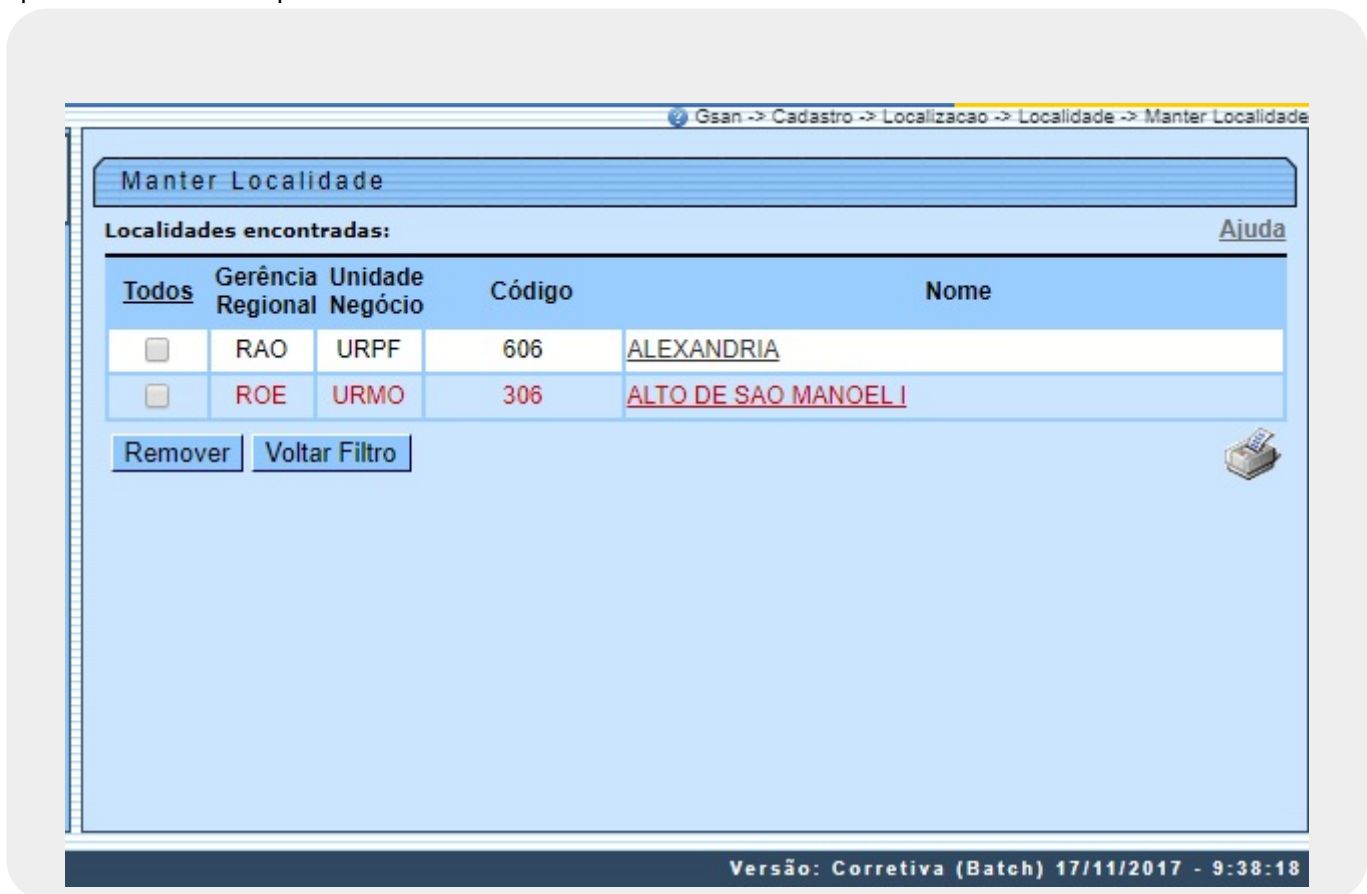 Gsan -> Cadastro -> Localizacao -> Localidade -> Manter Localidade
Manter Localidade
Localidades encontradas: Ajuda
Todos Gerência Regional Unidade Negócio Código Nome
RAO URPF 606 ALEXANDRIA
ROE URMO 306 ALTO DE SAO MANOEL I
Remover Voltar Filtro
Versão: Corretiva (Batch) 17/11/2017 - 9:38:18